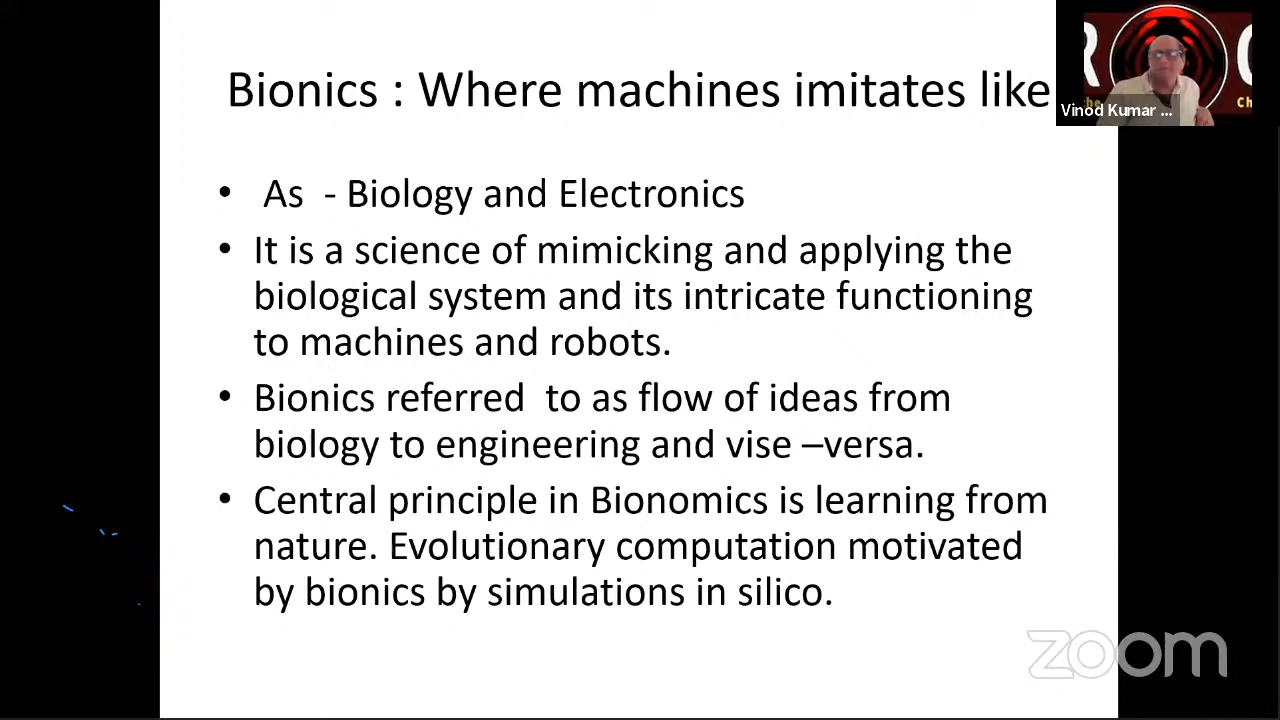 Bionics : Where machines imitates like
R
C
Che
Ch
Vinod Kumar ...
• As - Biology and Electronics
• It is a science of mimicking and applying the
biological system and its intricate functioning
to machines and robots.
• Bionics referred to as flow of ideas from
biology to engineering and vise –versa.
• Central principle in Bionomics is learning from
nature. Evolutionary computation motivated
by bionics by simulations in silico.
zoom